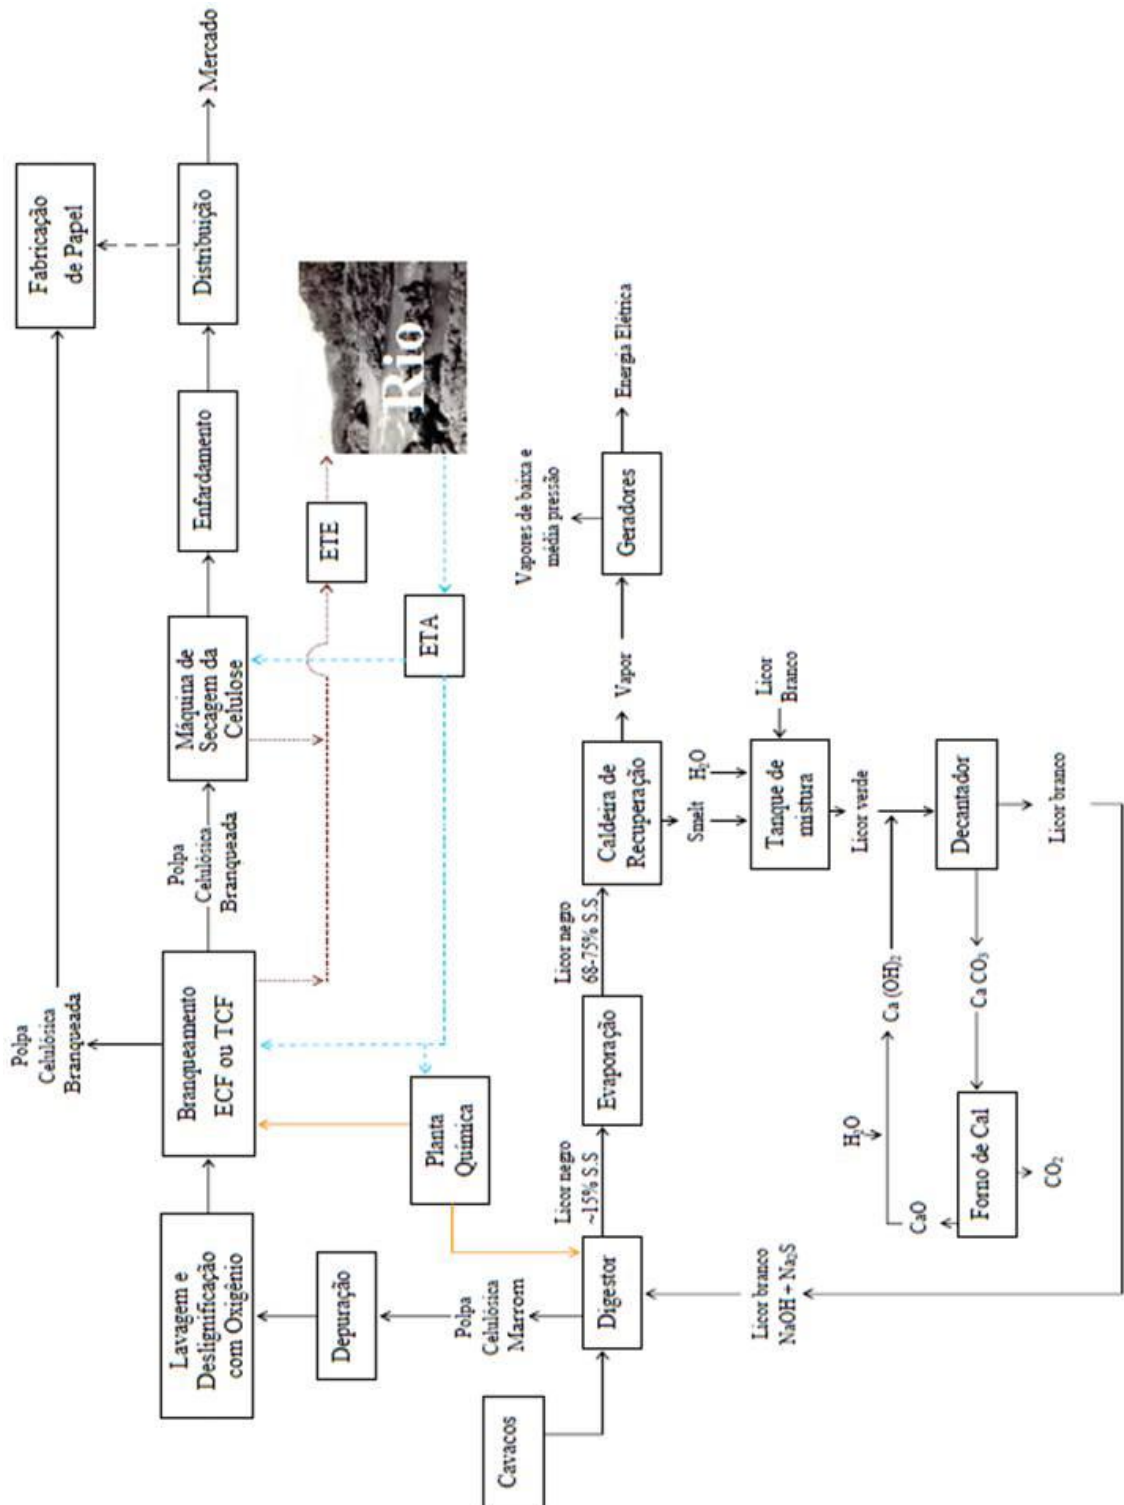 Polpa
Celulósica
Branqueada
Fabricação
de Papel
Lavagem e
Deslignificação
com Oxigênio
Branqueamento
ECF ou TCF
Polpa
Celulósica
Branqueada
Máquina de
Secagem da
Celulose
Enfardamento
Distribuição
Mercado
Depuração
ETE
Rio
Polpa
Celulósica
Marrom
Planta
Química
ETA
Cavacos
Digestor
Licor negro
~15% S.S
Evaporação
Licor negro
68-75% S.S
Caldeira de
Recuperação
Vapor
Vapores de baixa e
média pressão
Geradores
Energia Elétrica
Smelt
H₂O
Licor branco
NaOH + Na₂S
Tanque de
mistura
Licor
Branco
H₂O
Licor verde
CaO
Ca (OH)₂
Forno de Cal
Ca CO₃
Decantador
CO₂
Licor branco